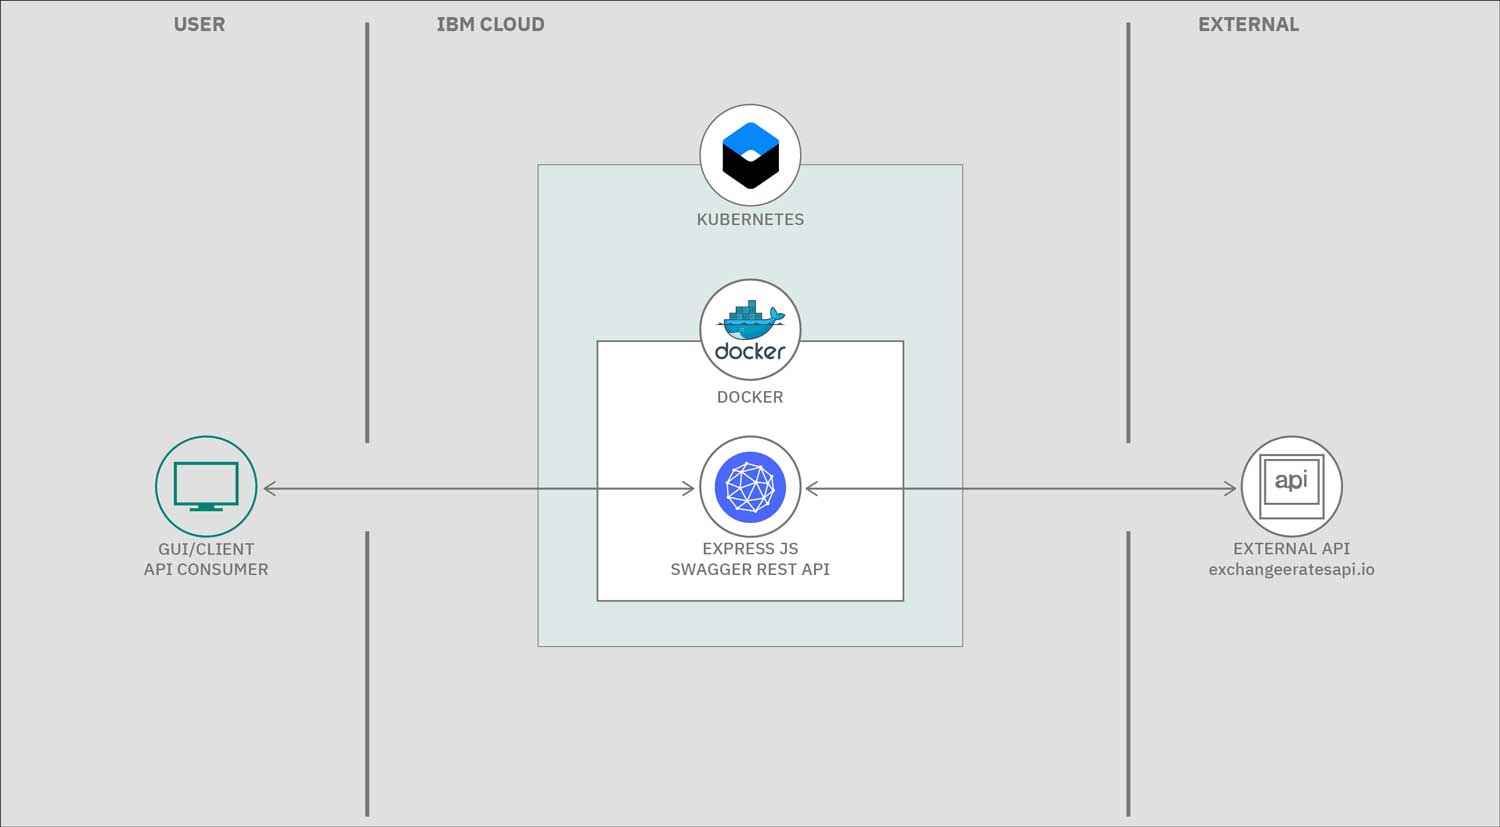 USER
IBM CLOUD
EXTERNAL
KUBERNETES
docker
DOCKER
api
GUI/CLIENT
API CONSUMER
EXPRESS JS
SWAGGER REST API
EXTERNAL API
exchangeeratesapi.io